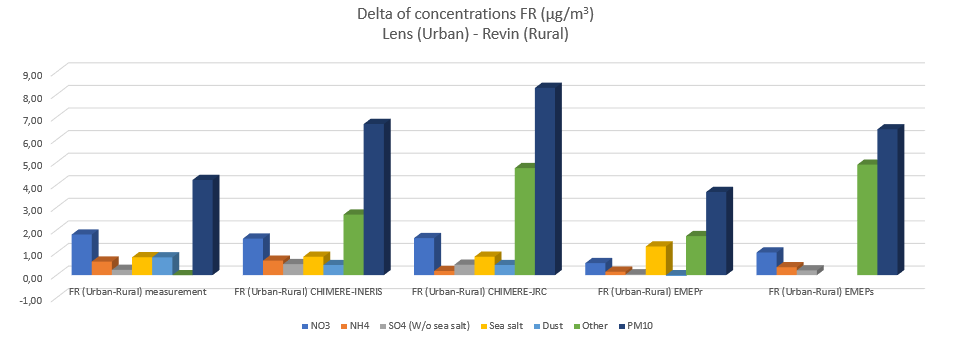 Delta of concentrations FR (µg/m³)
Lens (Urban) - Revin (Rural)
9,00
8,00
7,00
6,00
5,00
4,00
3,00
2,00
1,00
0,00
-1,00
FR (Urban-Rural) measurement
FR (Urban-Rural) CHIMERE-INERIS
FR (Urban-Rural) CHIMERE-JRC
FR (Urban-Rural) EMEPr
FR (Urban-Rural) EMEPs
NO3
NH4
SO4 (W/o sea salt)
Sea salt
Dust
Other
PM10